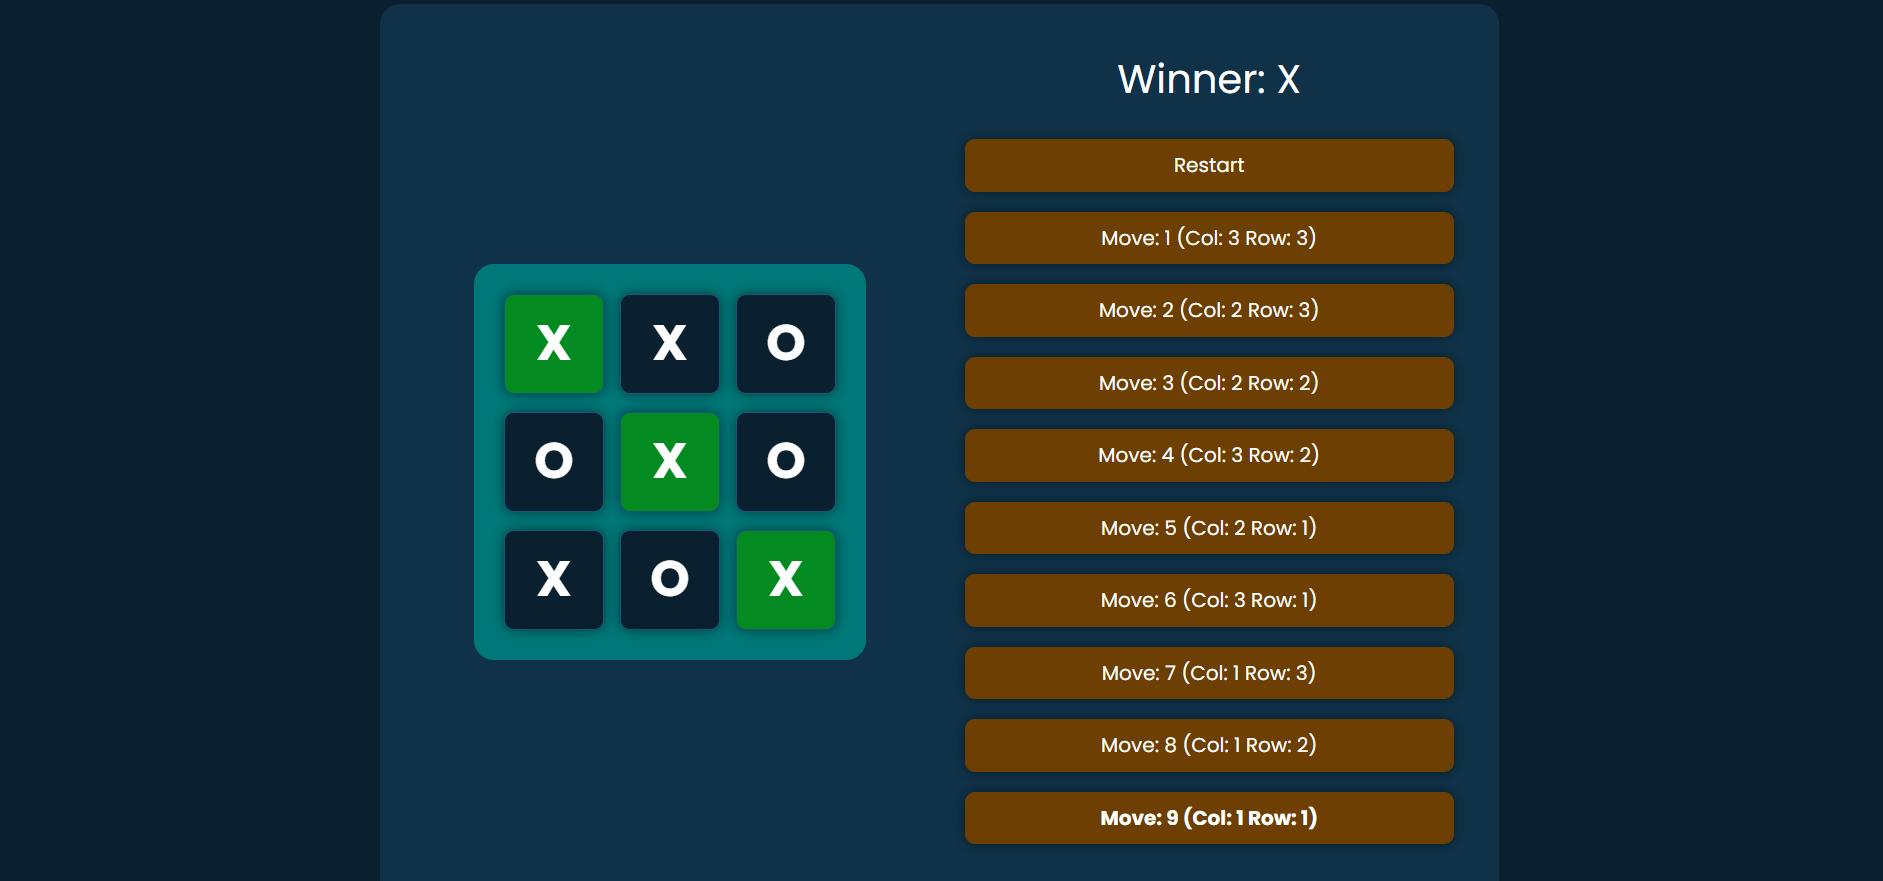 Winner: X
Restart
Move: 1 (Col: 3 Row: 3)
Move: 2 (Col: 2 Row: 3)
Move: 3 (Col: 2 Row: 2)
Move: 4 (Col: 3 Row: 2)
Move: 5 (Col: 2 Row: 1)
Move: 6 (Col: 3 Row: 1)
Move: 7 (Col: 1 Row: 3)
Move: 8 (Col: 1 Row: 2)
Move: 9 (Col: 1 Row: 1)
X X O
O X O
X O X